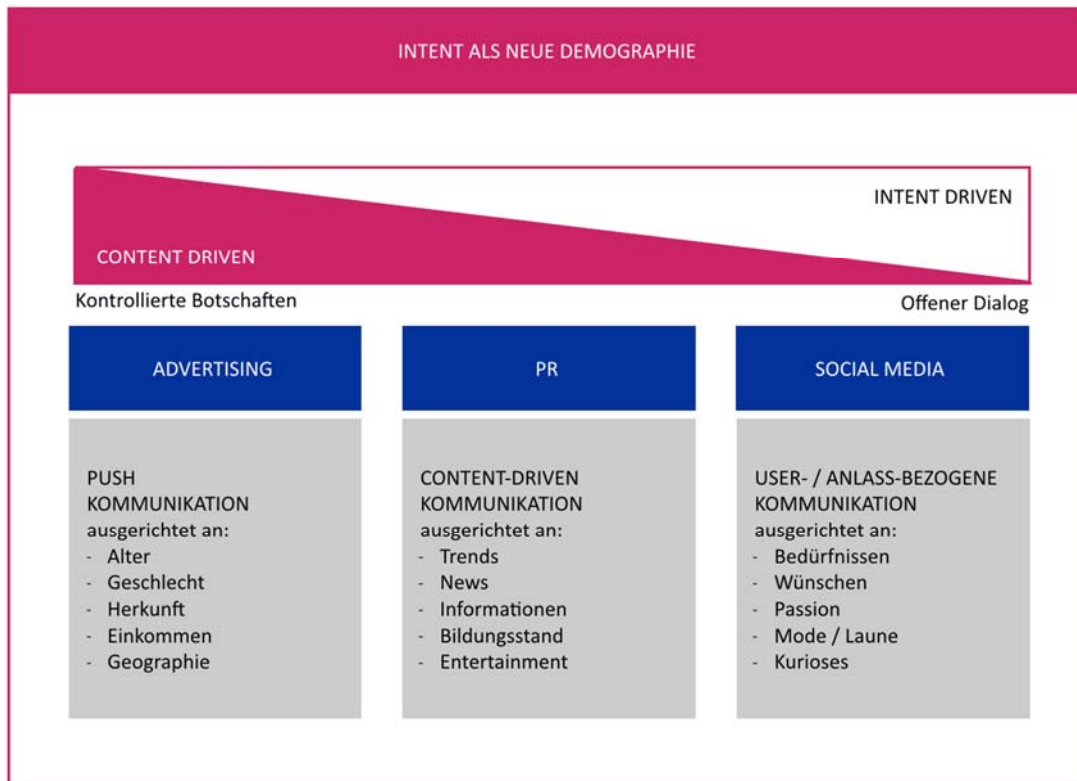 INTENT ALS NEUE DEMOGRAPHIE
INTENT DRIVEN
CONTENT DRIVEN
Kontrollierte Botschaften
Offener Dialog
ADVERTISING
PR
SOCIAL MEDIA
PUSH
KOMMUNIKATION
ausgerichtet an:
- Alter
- Geschlecht
- Herkunft
- Einkommen
- Geographie
CONTENT-DRIVEN
KOMMUNIKATION
ausgerichtet an:
- Trends
- News
- Informationen
- Bildungsstand
- Entertainment
USER- / ANLASS-BEZOGENE
KOMMUNIKATION
ausgerichtet an:
- Bedürfnissen
- Wünschen
- Passion
- Mode / Laune
- Kurioses